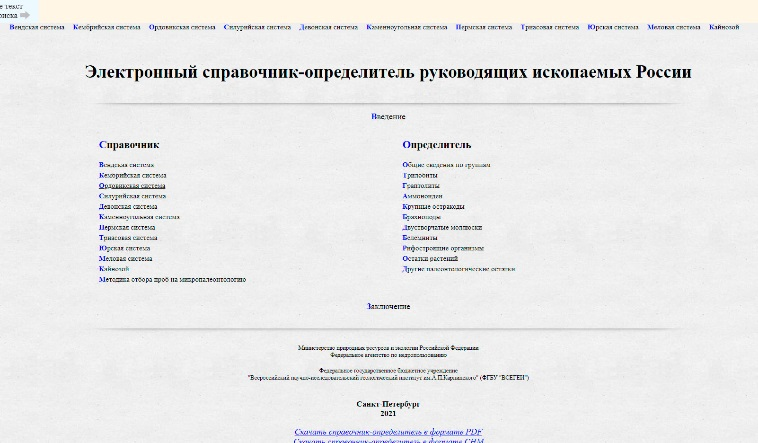 е текст
иска
Вендская система Кембрийская система Ордовикская система Силурийская система Девонская система Каменноугольная система Пермская система Триасовая система Юрская система Меловая система Кайнозой
Электронный справочник-определитель руководящих ископаемых России
Введение
Справочник
Вендская система
Кембрийская система
Ордовикская система
Силурийская система
Девонская система
Каменноугольная система
Пермская система
Триасовая система
Юрская система
Меловая система
Кайнозой
Методика отбора проб на микропалеонтологию
Определитель
Общие сведения по группам
Трилобиты
Граптолиты
Аммоноидеи
Крупные остракоды
Брахиоподы
Двустворчатые моллюски
Белемниты
Рифостроящие организмы
Остатки растений
Другие палеонтологические остатки
Заключение
Министерство природных ресурсов и экологии Российской Федерации
Федеральное агентство по недропользованию
Федеральное государственное бюджетное учреждение
"Всероссийский научно-исследовательский геологический институт им.А.П.Карпинского" (ФГБУ "ВСЕГЕИ")
Санкт-Петербург
2021
Скачать справочник-определитель в формате PDF
Скачать справочник-определитель в формате CHM